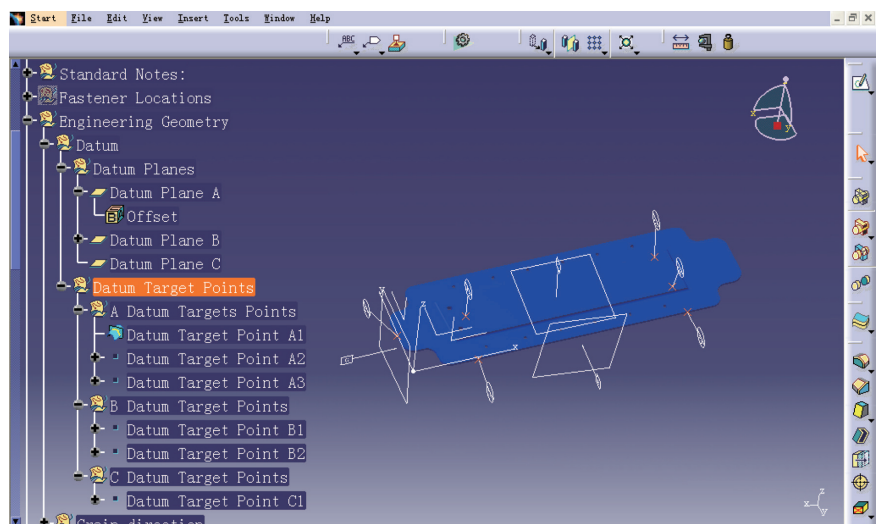 Start File Edit View Insert Tools Window Help
ABC
Standard Notes:
Fastener Locations
Engineering Geometry
Datum
Datum Planes
Datum Plane A
Offset
Datum Plane B
Datum Plane C
Datum Target Points
A Datum Targets Points
Datum Target Point A1
Datum Target Point A2
Datum Target Point A3
B Datum Target Points
Datum Target Point B1
Datum Target Point B2
C Datum Target Points
Datum Target Point C1
Grain direction